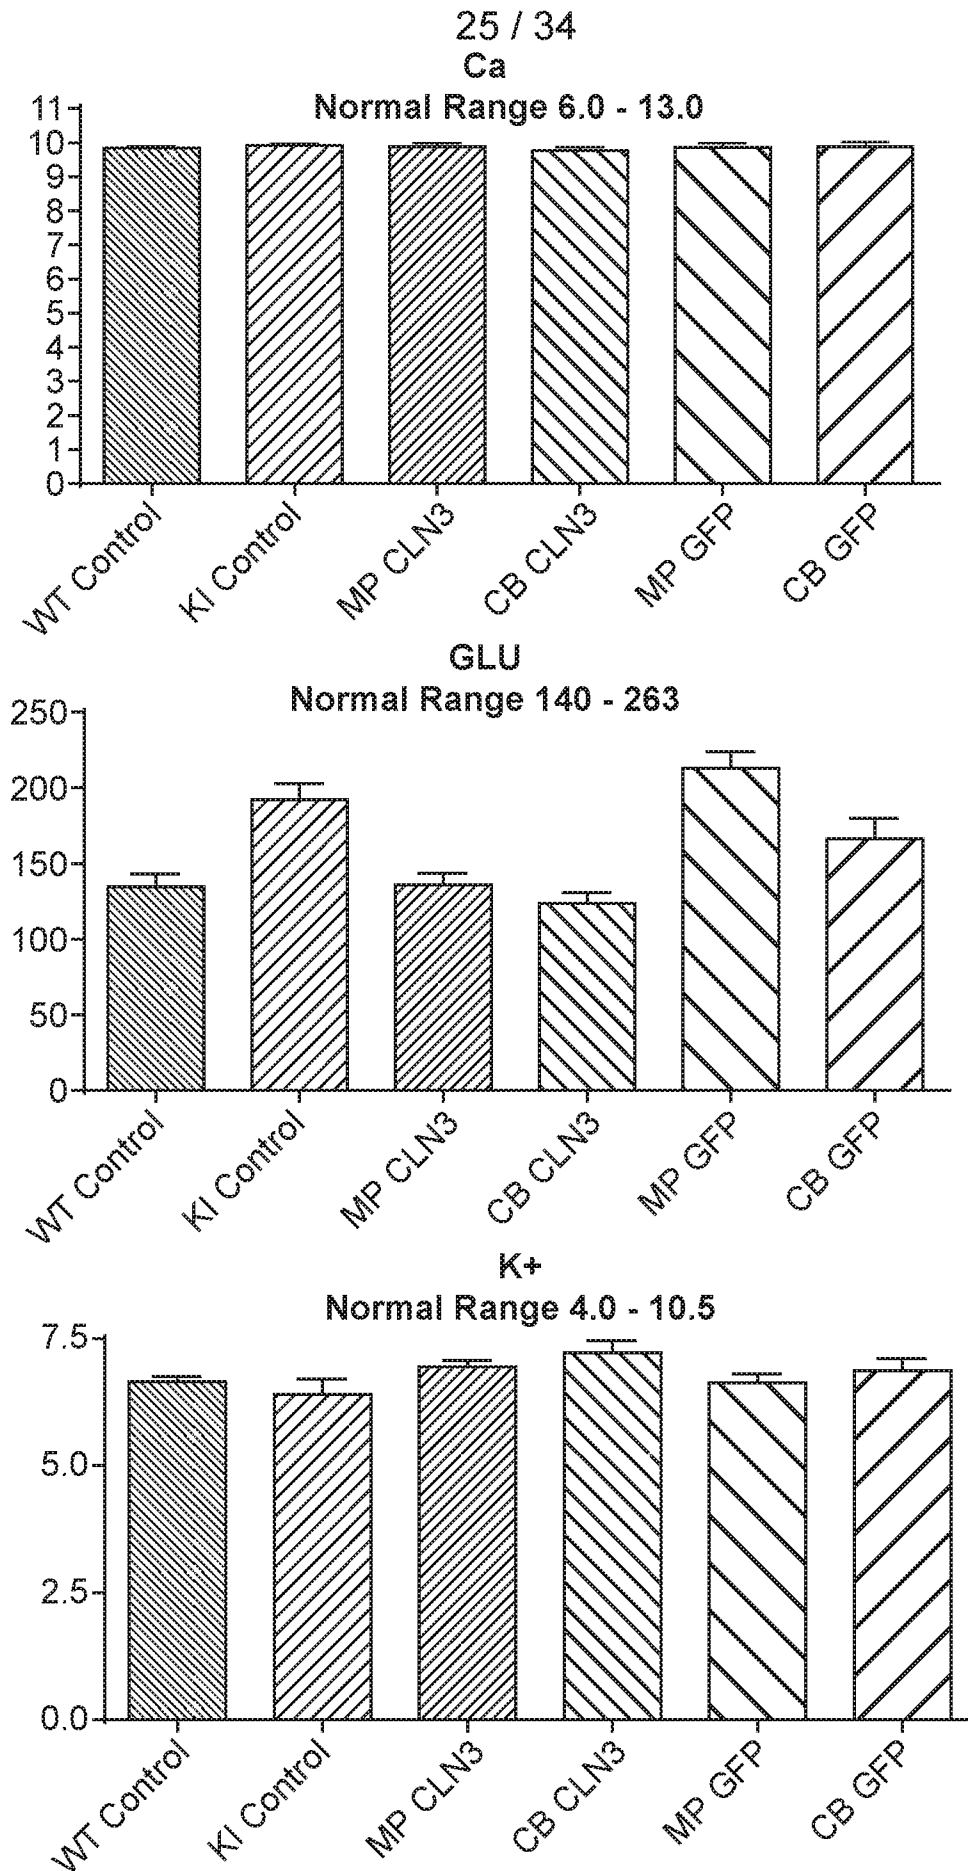 25 / 34
Ca
Normal Range 6.0 - 13.0
11
10
9
8
7
6
5
4
3
2
1
0
WT Control
KI Control
MP CLN3
CB CLN3
MP GFP
CB GFP
GLU
Normal Range 140 - 263
250
200
150
100
50
0
WT Control
KI Control
MP CLN3
CB CLN3
MP GFP
CB GFP
K+
Normal Range 4.0 - 10.5
7.5
5.0
2.5
0.0
WT Control
KI Control
MP CLN3
CB CLN3
MP GFP
CB GFP